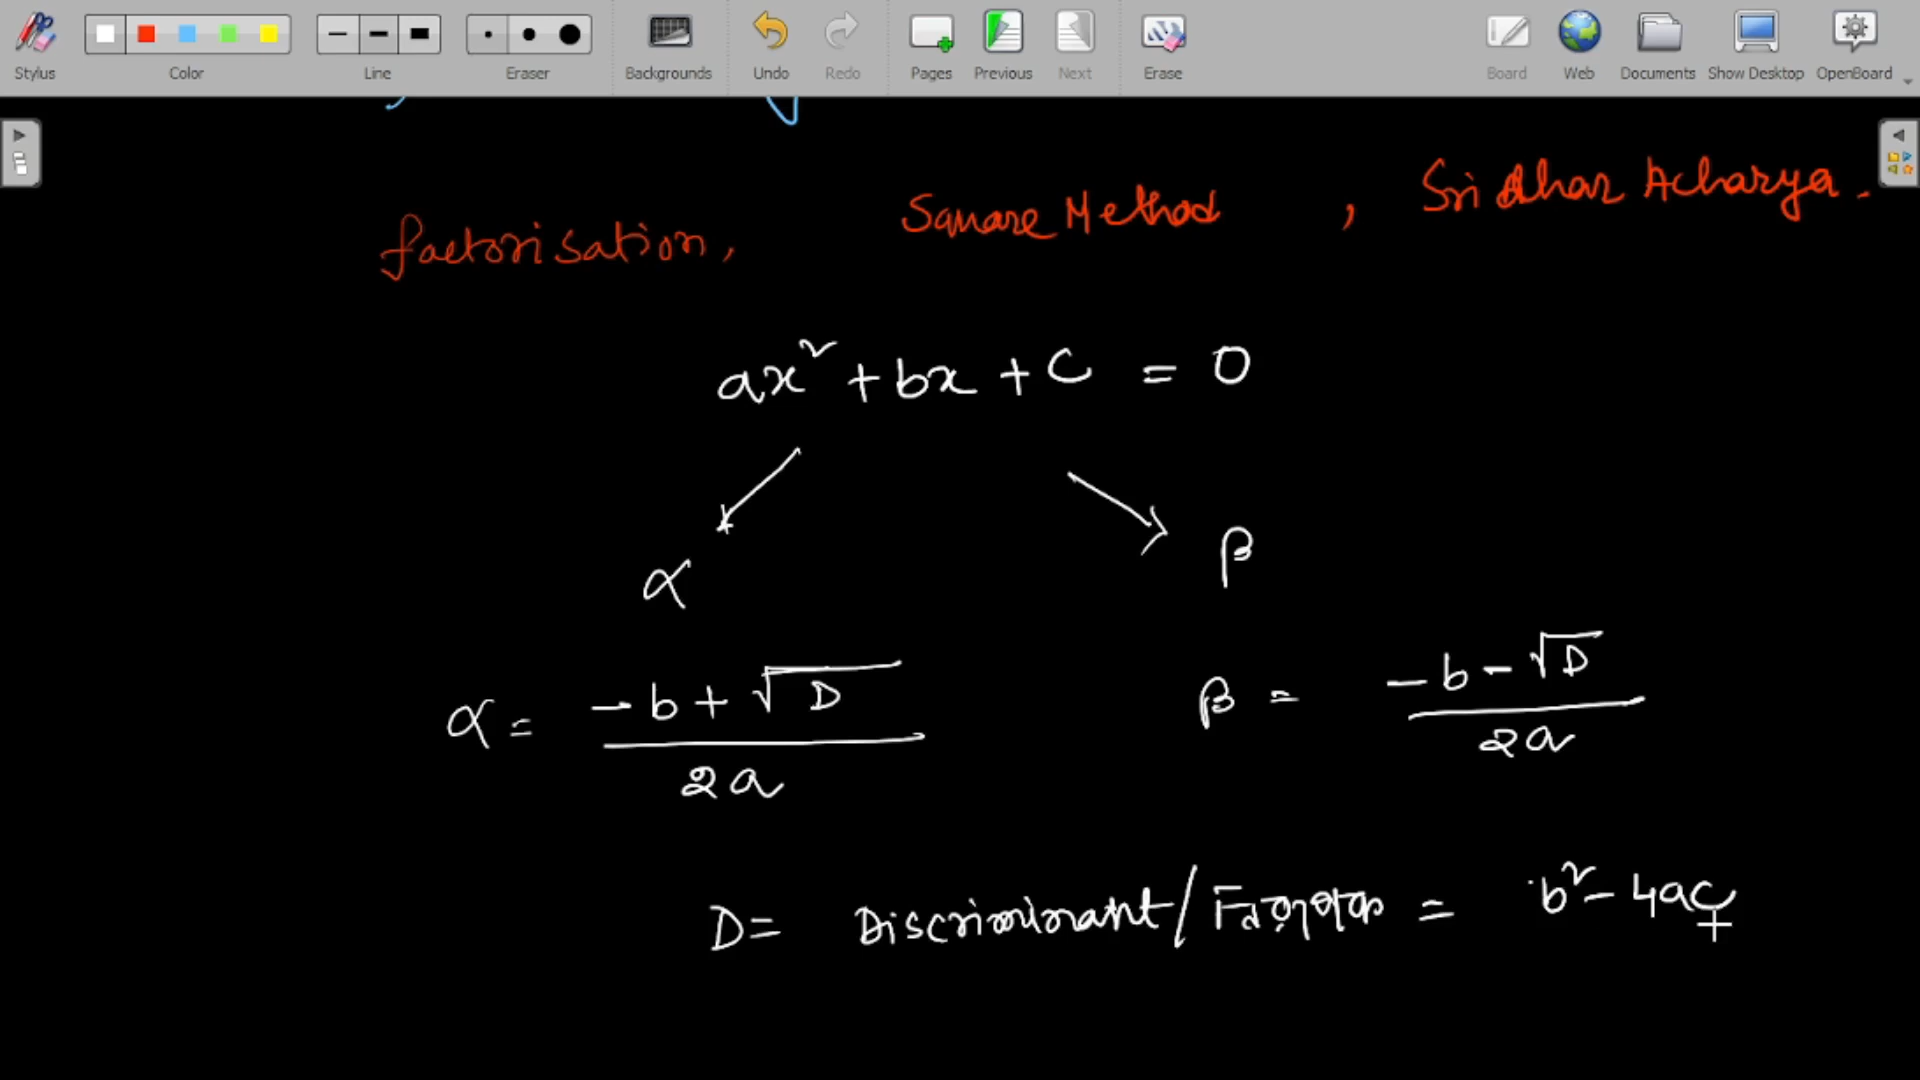 Stylus Color Line Eraser Backgrounds Undo Redo Pages Previous Next Erase Board Web Documents Show Desktop OpenBoard
factorisation, Square Method , Sridhar Acharya.
ax² + bx + c = 0
α β
α = -b + √D / 2a β = -b - √D / 2a
D = Discriminant / = b² - 4ac